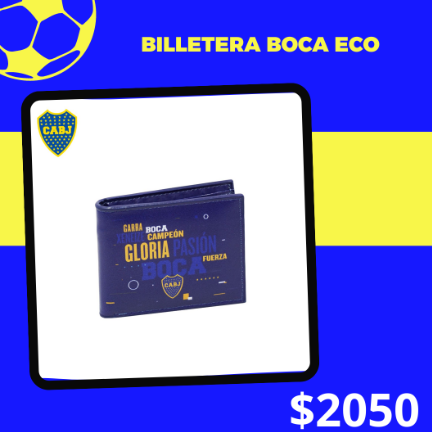 BILLETERA BOCA ECO
CABJ
GARRA
BOCA
CAMPEÓN
GLORIA PASIÓN
FUERZA
BOCA
CABJ
$2050